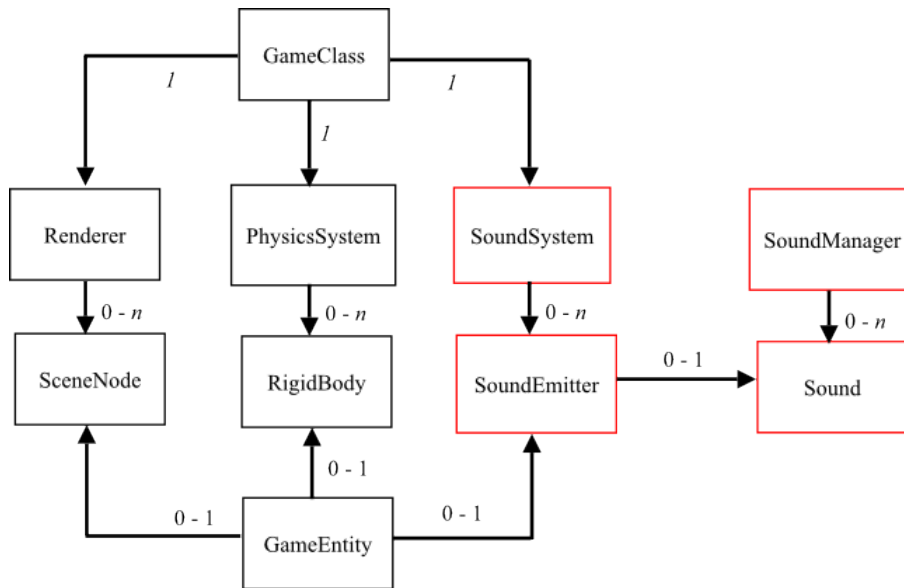 GameClass
1
1
1
Renderer
PhysicsSystem
SoundSystem
SoundManager
0 - n
0 - n
0 - n
0 - n
SceneNode
RigidBody
SoundEmitter
0 - 1
Sound
0 - 1
0 - 1
0 - 1
GameEntity